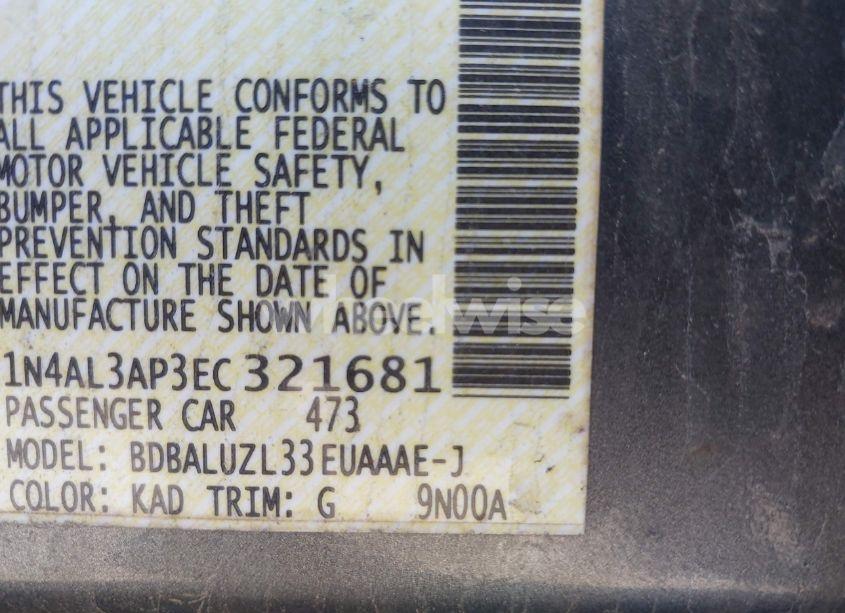 THIS VEHICLE CONFORMS TO
ALL APPLICABLE FEDERAL
MOTOR VEHICLE SAFETY,
BUMPER, AND THEFT
PREVENTION STANDARDS IN
EFFECT ON THE DATE OF
MANUFACTURE SHOWN ABOVE.
1N4AL3AP3EC321681
PASSENGER CAR 473
MODEL: BDBALUZL33EUAAAE-J
COLOR: KAD TRIM: G 9N00A